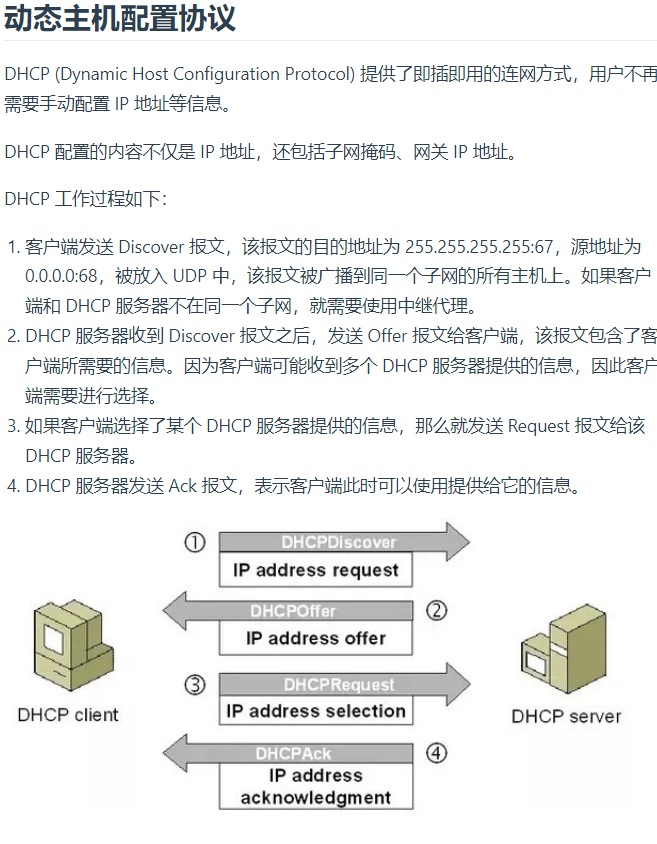 动态主机配置协议
DHCP (Dynamic Host Configuration Protocol) 提供了即插即用的连网方式，用户不再
需要手动配置 IP 地址等信息。
DHCP 配置的内容不仅是 IP 地址，还包括子网掩码、网关 IP 地址。
DHCP 工作过程如下：
1. 客户端发送 Discover 报文，该报文的目的地址为 255.255.255.255:67，源地址为
0.0.0.0:68，被放入 UDP 中，该报文被广播到同一个子网的所有主机上。如果客户
端和 DHCP 服务器不在同一个子网，就需要使用中继代理。
2. DHCP 服务器收到 Discover 报文之后，发送 Offer 报文给客户端，该报文包含了客
户端所需要的信息。因为客户端可能收到多个 DHCP 服务器提供的信息，因此客户
端需要进行选择。
3. 如果客户端选择了某个 DHCP 服务器提供的信息，那么就发送 Request 报文给该
DHCP 服务器。
4. DHCP 服务器发送 Ack 报文，表示客户端此时可以使用提供给它的信息。
① DHCPDiscover
IP address request
DHCPOffer ②
IP address offer
③ DHCPRequest
IP address selection
DHCP client
DHCP server
DHCPAck ④
IP address
acknowledgment